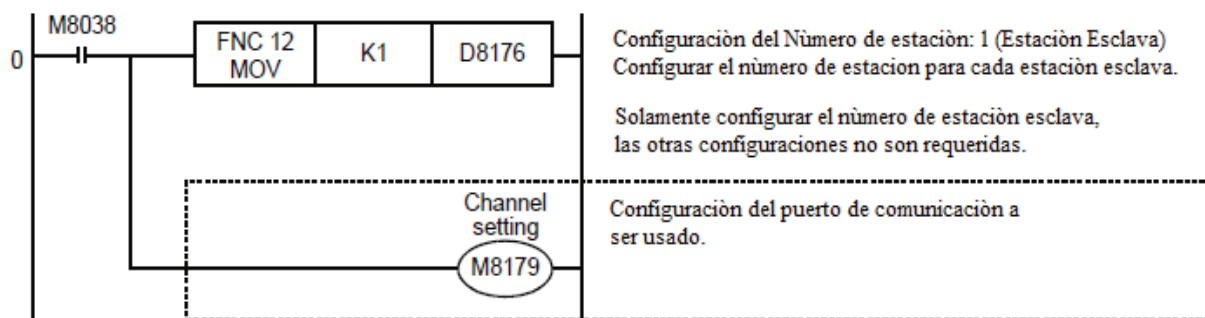 M8038
0
FNC 12
MOV
K1
D8176
Configuraciòn del Nùmero de estaciòn: 1 (Estaciòn Esclava)
Configurar el nùmero de estacion para cada estaciòn esclava.
Solamente configurar el nùmero de estaciòn esclava,
las otras configuraciones no son requeridas.
Channel
setting
M8179
Configuraciòn del puerto de comunicaciòn a
ser usado.